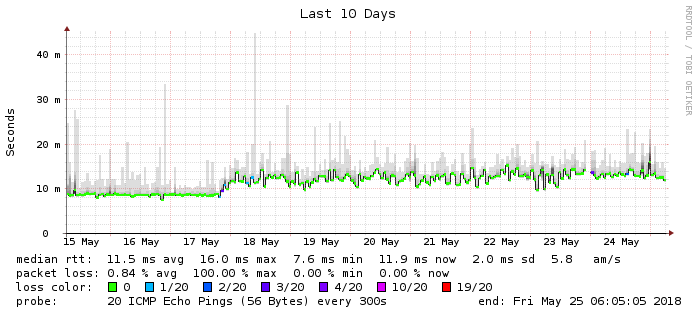 Last 10 Days
RRDTOOL / TOBI OETIKER
Seconds
40 m
30 m
20 m
10 m
0
15 May 16 May 17 May 18 May 19 May 20 May 21 May 22 May 23 May 24 May
median rtt: 11.5 ms avg 16.0 ms max 7.6 ms min 11.9 ms now 2.0 ms sd 5.8 am/s
packet loss: 0.84 % avg 100.00 % max 0.00 % min 0.00 % now
loss color: 0 1/20 2/20 3/20 4/20 10/20 19/20
probe: 20 ICMP Echo Pings (56 Bytes) every 300s end: Fri May 25 06:05:05 2018